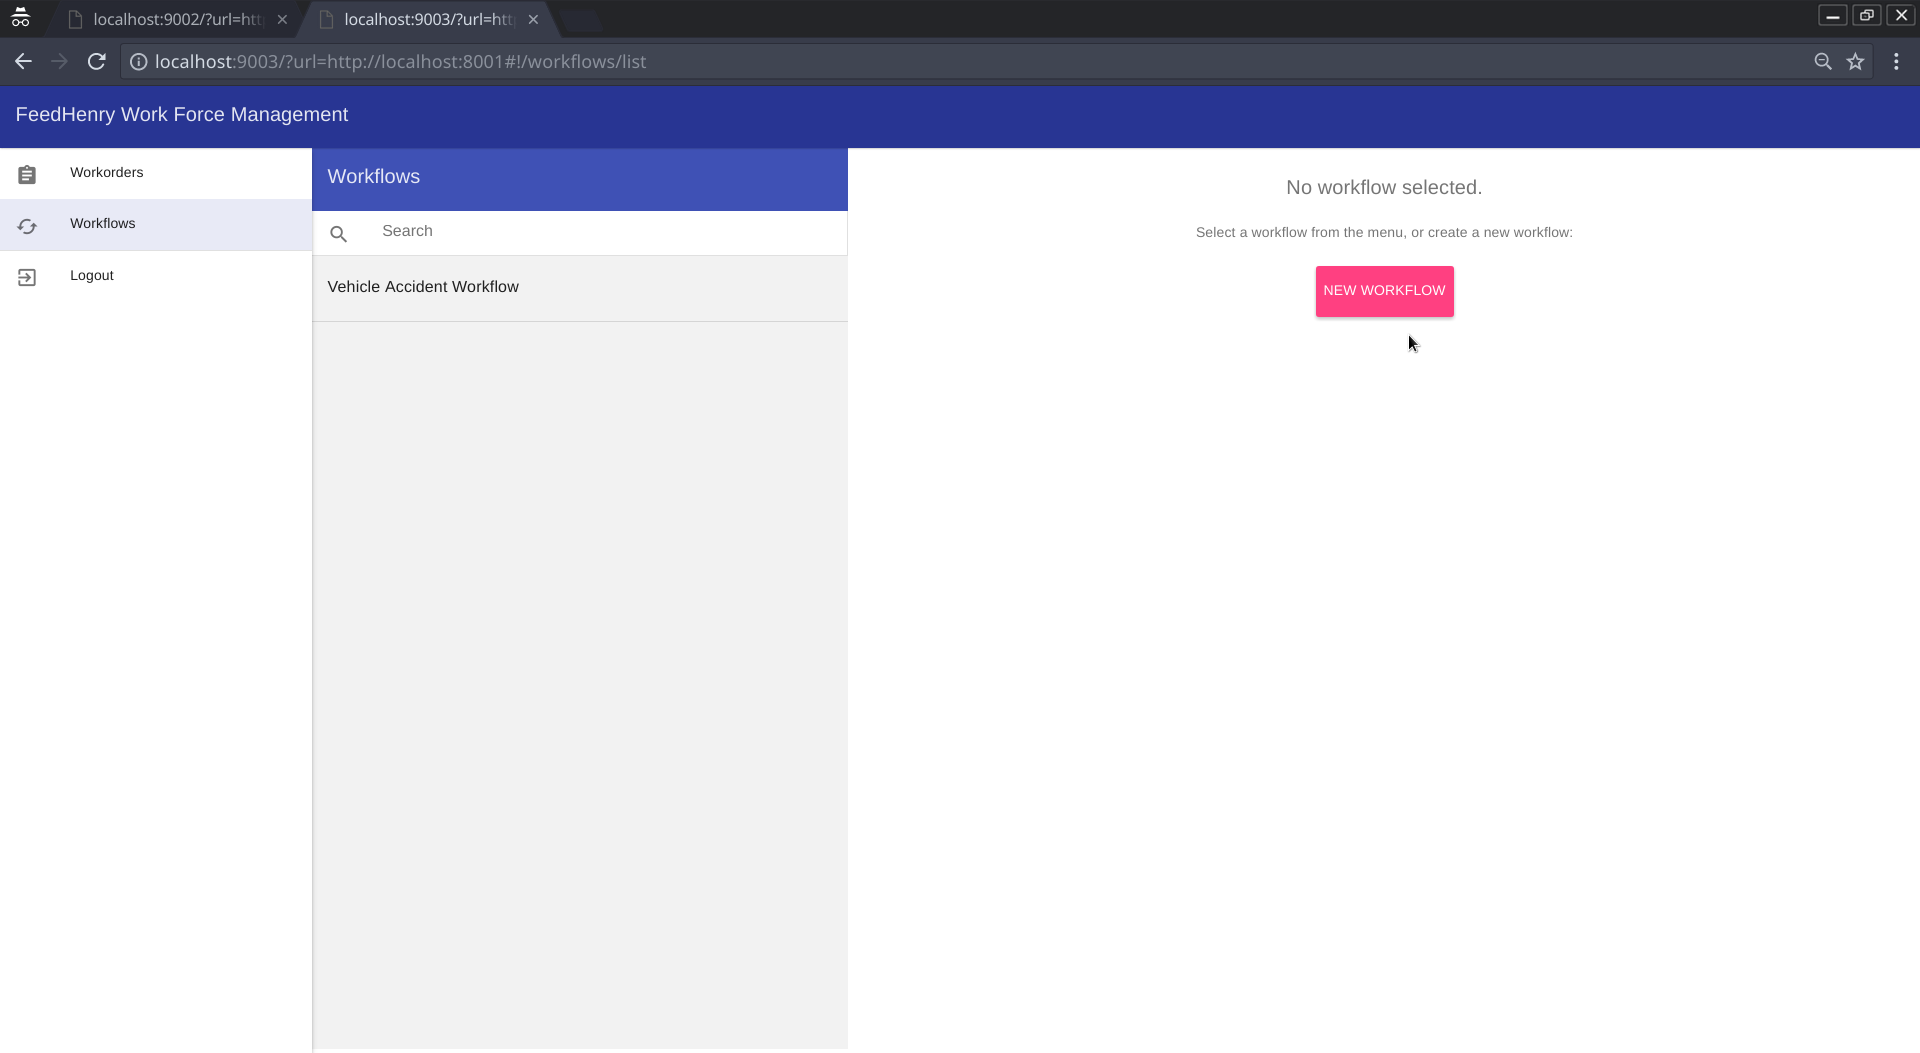 localhost:9002/?url=htt
localhost:9003/?url=htt
localhost:9003/?url=http://localhost:8001#!/workflows/list
FeedHenry Work Force Management
Workorders
Workflows
Logout
Workflows
Search
Vehicle Accident Workflow
No workflow selected.
Select a workflow from the menu, or create a new workflow:
NEW WORKFLOW